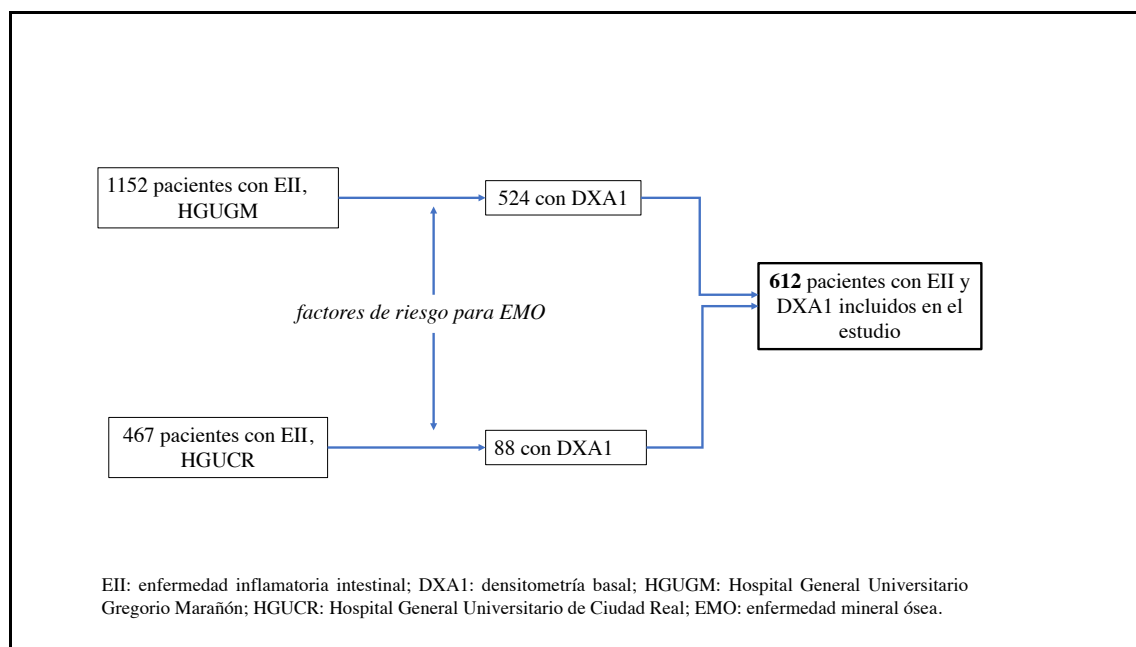 1152 pacientes con EII,
HGUGM
524 con DXA1
612 pacientes con EII y
DXA1 incluidos en el
estudio
factores de riesgo para EMO
467 pacientes con EII,
HGUCR
88 con DXA1
EII: enfermedad inflamatoria intestinal; DXA1: densitometría basal; HGUGM: Hospital General Universitario
Gregorio Marañón; HGUCR: Hospital General Universitario de Ciudad Real; EMO: enfermedad mineral ósea.